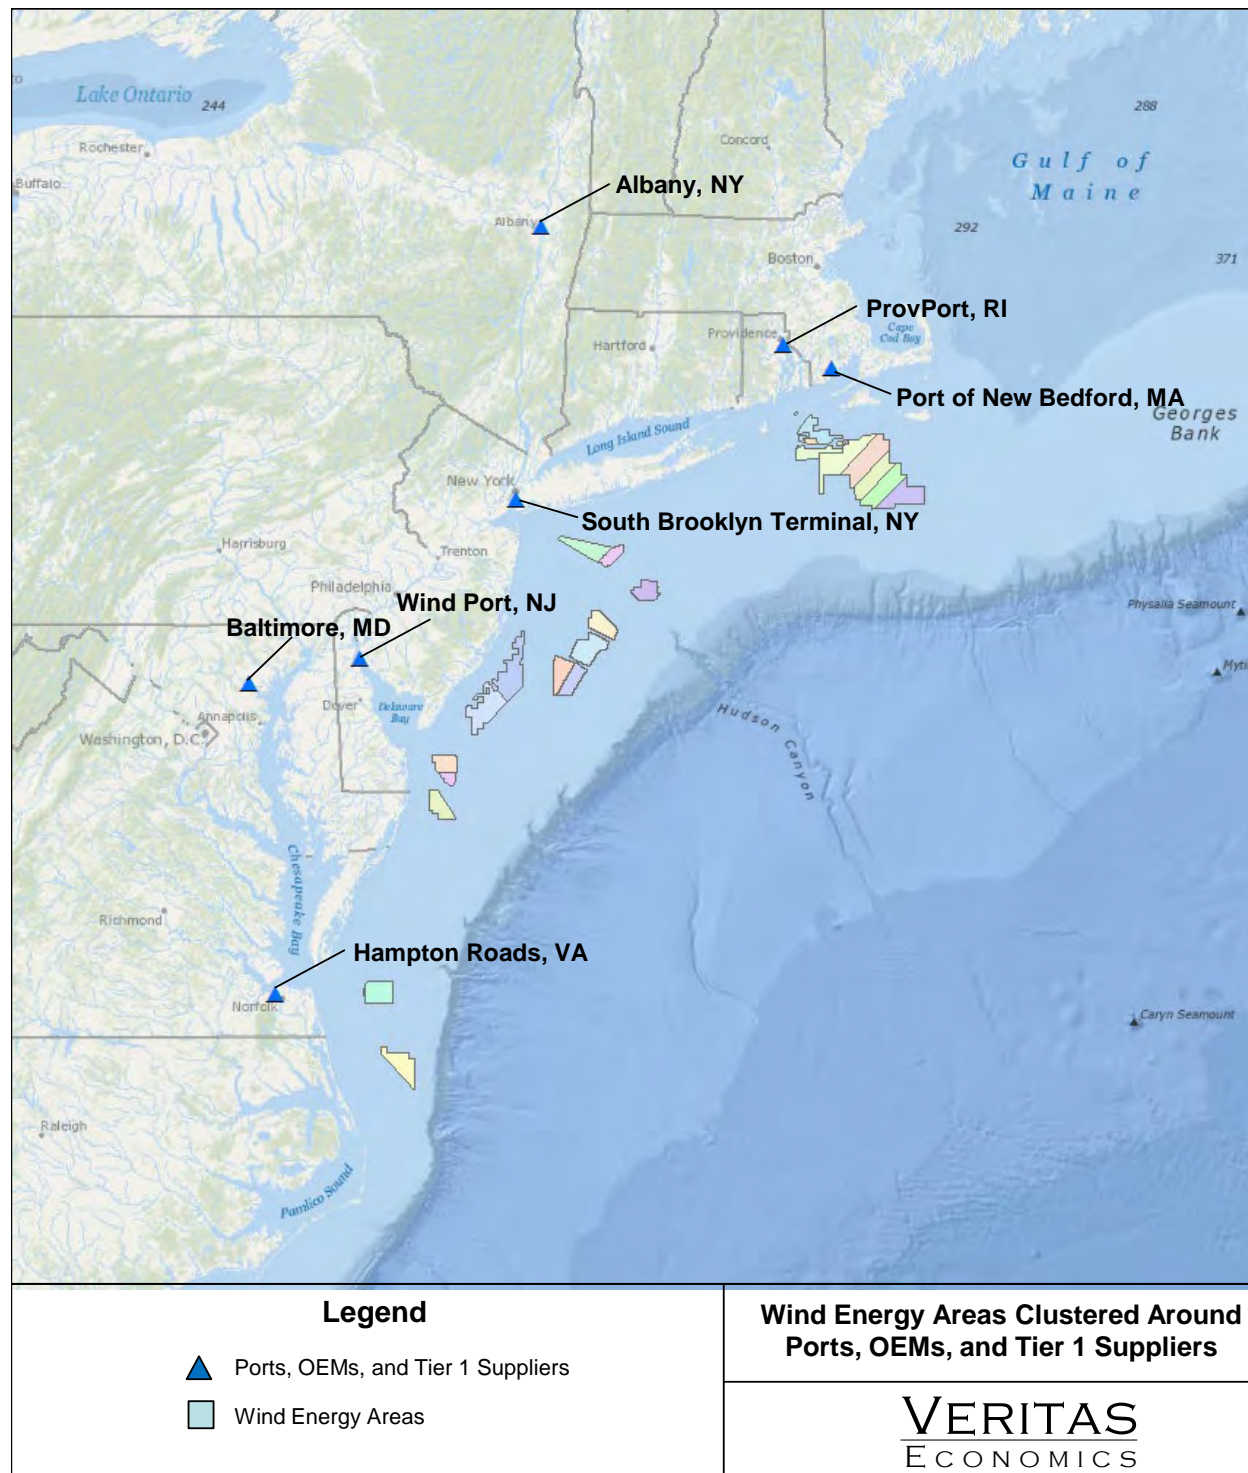 Lake Ontario
244
Rochester
Buffalo
Concord
288
Gulf of
Maine
Albany, NY
Albany
292
Boston
371
ProvPort, RI
Providence
Cape
Cod Bay
Hartford
Port of New Bedford, MA
Georges
Bank
Long Island Sound
New York
South Brooklyn Terminal, NY
Harrisburg
Trenton
Philadelphia
Wind Port, NJ
Physalia Seamount
Baltimore, MD
Myti
Dover
Delaware
Bay
Annapolis
Washington, D.C.
Hudson Canyon
Chesapeake Bay
Richmond
Hampton Roads, VA
Norfolk
Caryn Seamount
Raleigh
Pamlico Sound
Legend
Ports, OEMs, and Tier 1 Suppliers
Wind Energy Areas
Wind Energy Areas Clustered Around
Ports, OEMs, and Tier 1 Suppliers
VERITAS
ECONOMICS